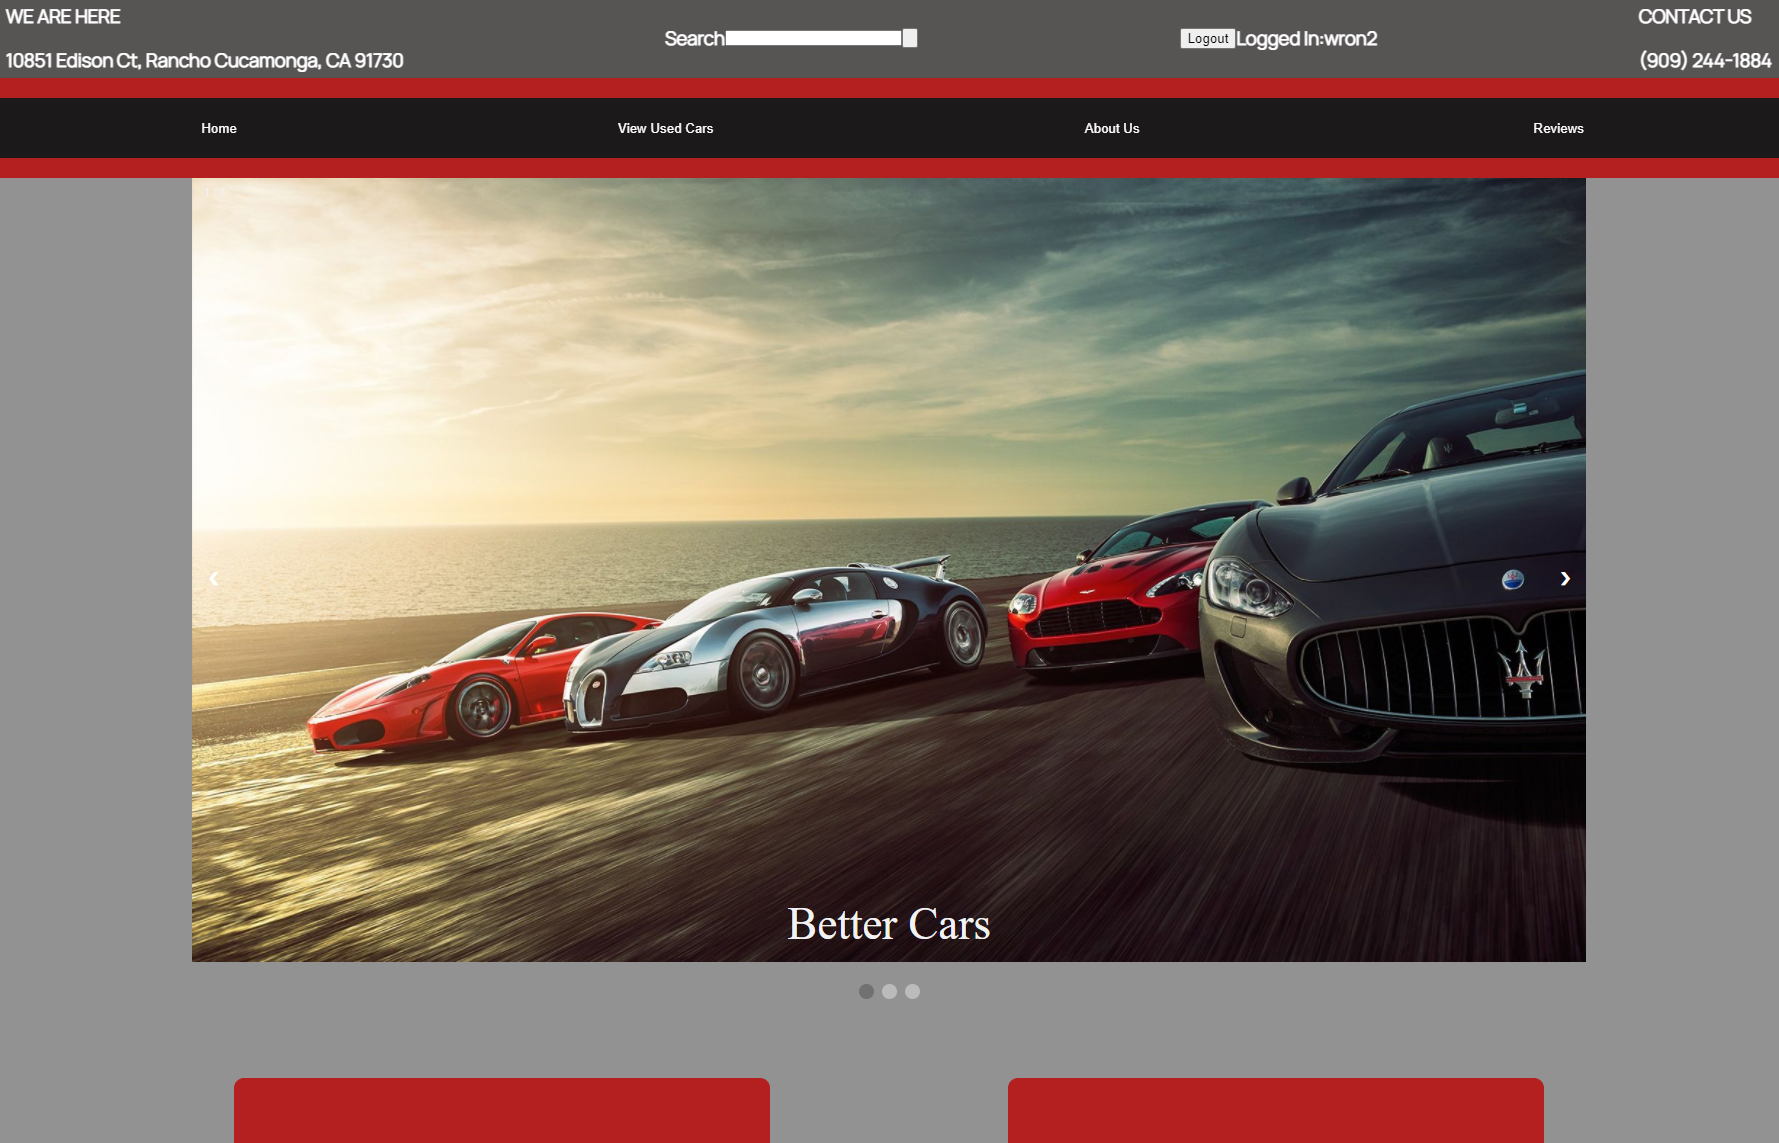 WE ARE HERE
10851 Edison Ct, Rancho Cucamonga, CA 91730
Search
Logout Logged In:wron2
CONTACT US
(909) 244-1884
Home
View Used Cars
About Us
Reviews
❮
❯
Better Cars